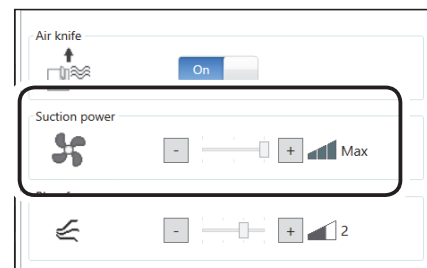 Air knife
On
Suction power
- + Max
- + 2